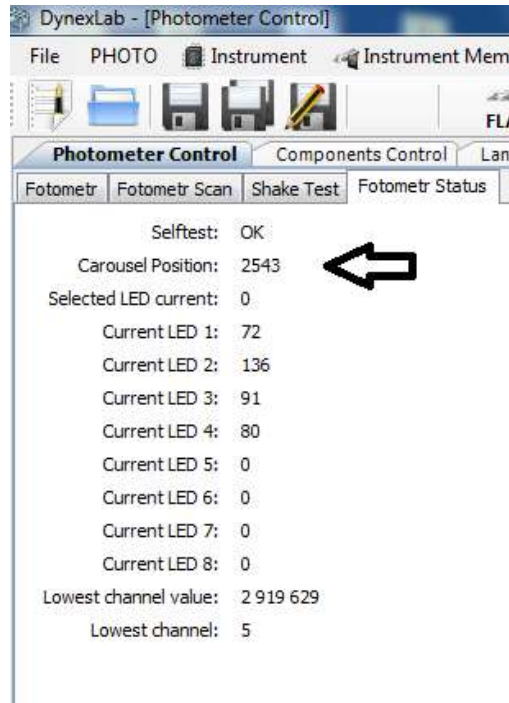 DynexLab - [Photometer Control]
File PHOTO Instrument Instrument Mem
FL
Photometer Control Components Control Lan
Fotometr Fotometr Scan Shake Test Fotometr Status
Selftest: OK
Carousel Position: 2543
Selected LED current: 0
Current LED 1: 72
Current LED 2: 136
Current LED 3: 91
Current LED 4: 80
Current LED 5: 0
Current LED 6: 0
Current LED 7: 0
Current LED 8: 0
Lowest channel value: 2 919 629
Lowest channel: 5